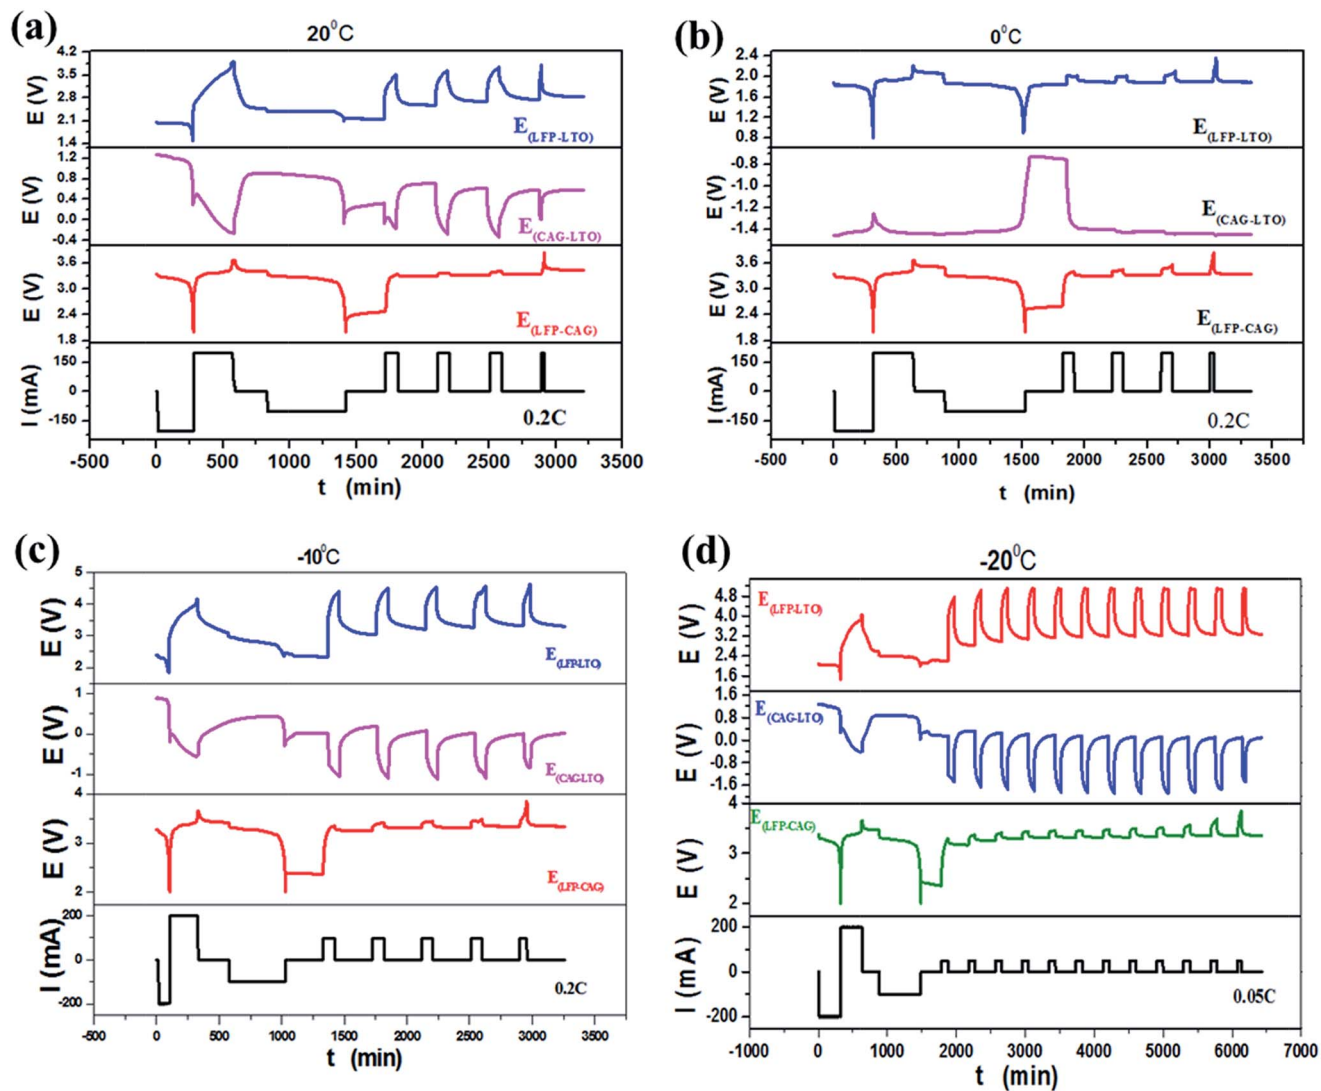 (a)
20⁰C
E (V)
4.2
3.5
2.8
2.1
1.4
E(LFP-LTO)
E (V)
1.2
0.8
0.4
0.0
-0.4
E(CAG-LTO)
E (V)
3.6
3.0
2.4
1.8
E(LFP-CAG)
I (mA)
150
0
-150
0.2C
-500 0 500 1000 1500 2000 2500 3000 3500
t (min)
(b)
0⁰C
E (V)
2.4
2.0
1.6
1.2
0.8
E(LFP-LTO)
E (V)
-0.8
-1.0
-1.2
-1.4
E(CAG-LTO)
E (V)
3.6
3.0
2.4
1.8
E(LFP-CAG)
I (mA)
150
0
-150
0.2C
-500 0 500 1000 1500 2000 2500 3000 3500
t (min)
(c)
-10⁰C
E (V)
5
4
3
2
E(LFP-LTO)
E (V)
1
0
-1
E(CAG-LTO)
E (V)
4
3
2
E(LFP-CAG)
I (mA)
200
0
-200
0.2C
500 0 500 1000 1500 2000 2500 3000 3500
t (min)
(d)
-20⁰C
E (V)
4.8
4.0
3.2
2.4
1.6
E(LFP-LTO)
E (V)
1.6
0.8
0.0
-0.8
-1.6
E(CAG-LTO)
E (V)
4
3
2
E(LFP-CAG)
I (mA)
200
0
-200
0.05C
-1000 0 1000 2000 3000 4000 5000 6000 7000
t (min)